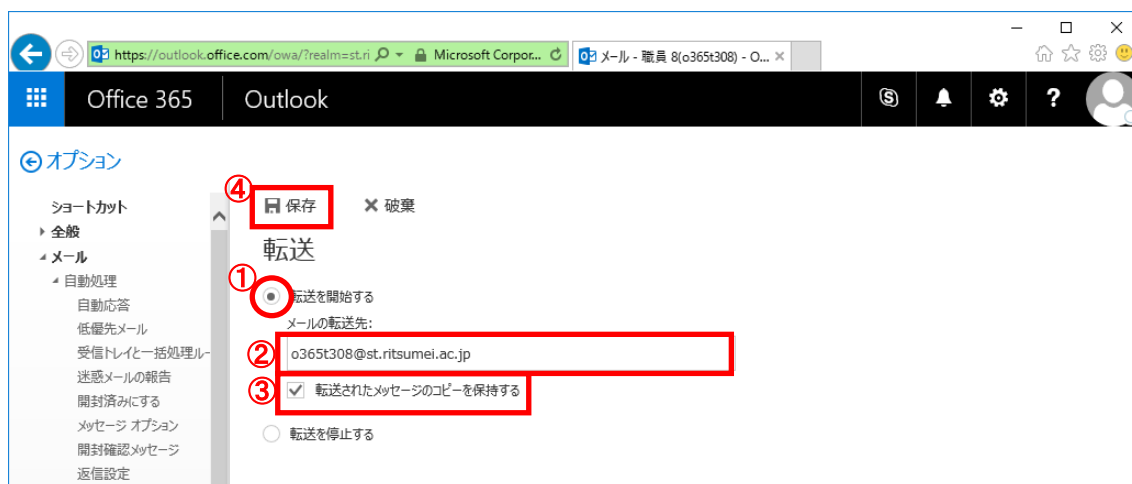 https://outlook.office.com/owa/?realm=st.ri Microsoft Corpor... メール - 職員 8(o365t308) - O...
Office 365 Outlook ?
オプション
ショートカット
全般
メール
自動処理
自動応答
低優先メール
受信トレイと一括処理ルー
迷惑メールの報告
開封済みにする
メッセージ オプション
開封確認メッセージ
返信設定
④ 保存 破棄
転送
① 転送を開始する
メールの転送先:
② o365t308@st.ritsumei.ac.jp
③ 転送されたメッセージのコピーを保持する
転送を停止する